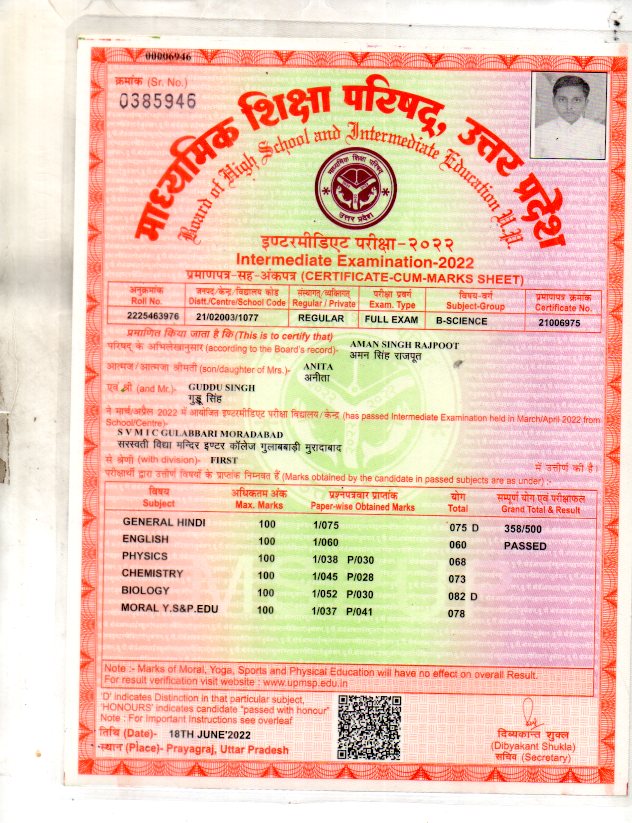 00006946
क्रमांक (Sr. No.)
0385946
माध्यमिक शिक्षा परिषद्, उत्तर प्रदेश
Board of High School and Intermediate Education U.P.
माध्यमिक शिक्षा परिषद्
उत्तर प्रदेश
इण्टरमीडिएट परीक्षा-२०२२
Intermediate Examination-2022
प्रमाणपत्र-सह-अंकपत्र (CERTIFICATE-CUM-MARKS SHEET)
अनुक्रमांक जनपद/केन्द्र/विद्यालय कोड संस्थागत/व्यक्तिगत परीक्षा प्रवर्ग विषय-वर्ग प्रमाणपत्र क्रमांक
Roll No. Distt./Centre/School Code Regular / Private Exam. Type Subject-Group Certificate No.
2225463976 21/02003/1077 REGULAR FULL EXAM B-SCIENCE 21006975
प्रमाणित किया जाता है कि (This is to certify that)
परिषद् के अभिलेखानुसार (according to the Board's record)- AMAN SINGH RAJPOOT
अमन सिंह राजपूत
आत्मज / आत्मजा श्रीमती (son/daughter of Mrs.)- ANITA
अनीता
एवं श्री (and Mr.)- GUDDU SINGH
गुड्डू सिंह
ने मार्च/अप्रैल 2022 में आयोजित इण्टरमीडिएट परीक्षा विद्यालय/केन्द्र (has passed Intermediate Examination held in March/April 2022 from
School/Centre)-
S V M I C GULABBARI MORADABAD
सरस्वती विद्या मन्दिर इण्टर कॉलेज गुलाबबाड़ी मुरादाबाद
से श्रेणी (with division)- FIRST में उत्तीर्ण की है।
परीक्षार्थी द्वारा उत्तीर्ण विषयों के प्राप्तांक निम्नवत हैं (Marks obtained by the candidate in passed subjects are as under) :-
विषय अधिकतम अंक प्रश्नपत्रवार प्राप्तांक योग सम्पूर्ण योग एवं परीक्षाफल
Subject Max. Marks Paper-wise Obtained Marks Total Grand Total & Result
GENERAL HINDI 100 1/075 075 D 358/500
ENGLISH 100 1/060 060 PASSED
PHYSICS 100 1/038 P/030 068
CHEMISTRY 100 1/045 P/028 073
BIOLOGY 100 1/052 P/030 082 D
MORAL Y.S&P.EDU 100 1/037 P/041 078
Note :- Marks of Moral, Yoga, Sports and Physical Education will have no effect on overall Result.
For result verification visit website : www.upmsp.edu.in
'D' indicates Distinction in that particular subject,
'HONOURS' indicates candidate "passed with honour"
Note : For Important Instructions see overleaf
तिथि (Date)- 18TH JUNE'2022
स्थान (Place)- Prayagraj, Uttar Pradesh
दिव्यकान्त शुक्ल
(Dibyakant Shukla)
सचिव (Secretary)